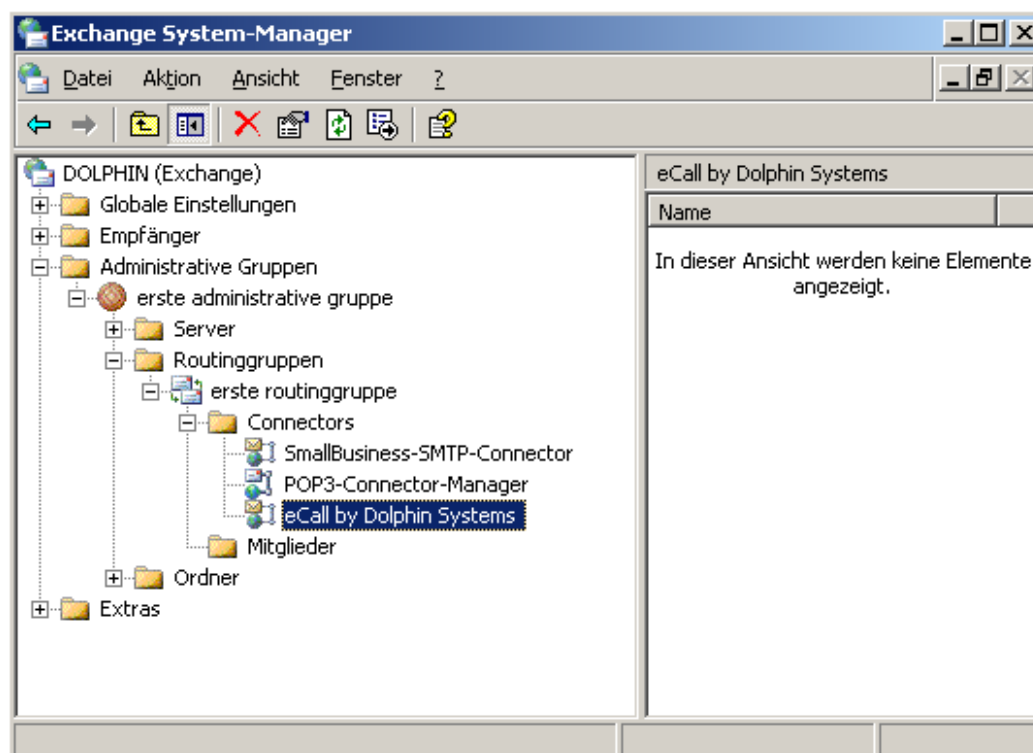 Exchange System-Manager
Datei Aktion Ansicht Fenster ?
DOLPHIN (Exchange)
Globale Einstellungen
Empfänger
Administrative Gruppen
erste administrative gruppe
Server
Routinggruppen
erste routinggruppe
Connectors
SmallBusiness-SMTP-Connector
POP3-Connector-Manager
eCall by Dolphin Systems
Mitglieder
Ordner
Extras
eCall by Dolphin Systems
Name
In dieser Ansicht werden keine Elemente
angezeigt.